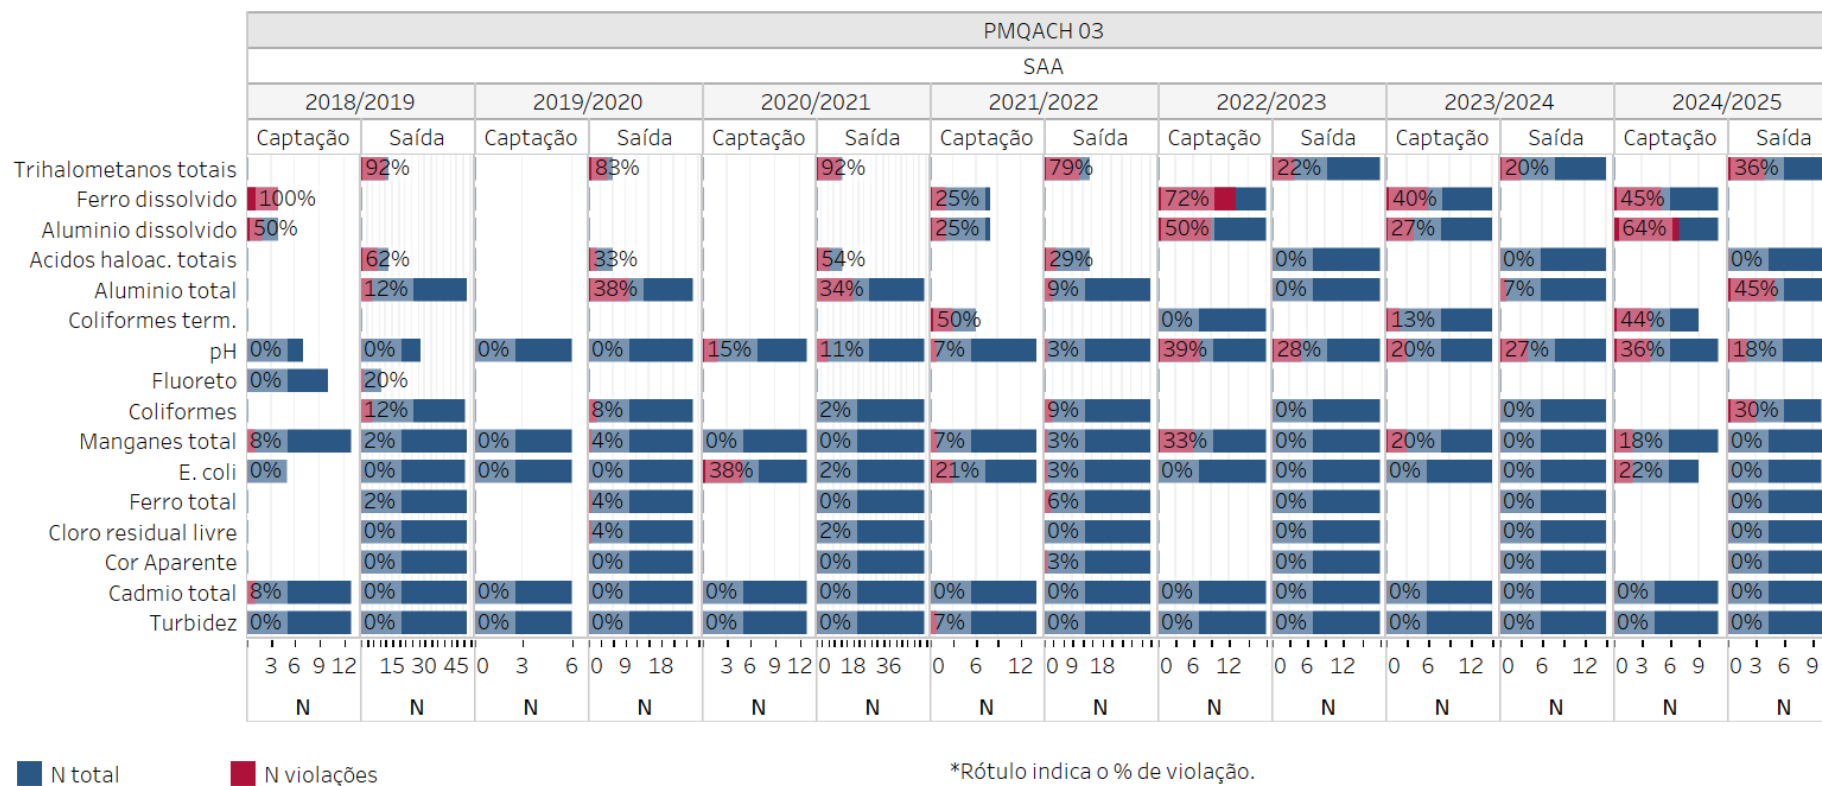 PMQACH 03
SAA
2018/2019 2019/2020 2020/2021 2021/2022 2022/2023 2023/2024 2024/2025
Captação Saída Captação Saída Captação Saída Captação Saída Captação Saída Captação Saída Captação Saída
Trihalometanos totais 92% 83% 92% 79% 22% 20% 36%
Ferro dissolvido 100% 25% 72% 40% 45%
Aluminio dissolvido 50% 25% 50% 27% 64%
Acidos haloac. totais 62% 33% 54% 29% 0% 0% 0%
Aluminio total 12% 38% 34% 9% 0% 7% 45%
Coliformes term. 50% 0% 13% 44%
pH 0% 0% 0% 0% 15% 11% 7% 3% 39% 28% 20% 27% 36% 18%
Fluoreto 0% 20%
Coliformes 12% 8% 2% 9% 0% 0% 30%
Manganes total 8% 2% 0% 4% 0% 0% 7% 3% 33% 0% 20% 0% 18% 0%
E. coli 0% 0% 0% 0% 38% 2% 21% 3% 0% 0% 0% 0% 22% 0%
Ferro total 2% 4% 0% 6% 0% 0% 0%
Cloro residual livre 0% 4% 2% 0% 0% 0% 0%
Cor Aparente 0% 0% 0% 3% 0% 0% 0%
Cadmio total 8% 0% 0% 0% 0% 0% 0% 0% 0% 0% 0% 0% 0% 0%
Turbidez 0% 0% 0% 0% 0% 0% 7% 0% 0% 0% 0% 0% 0% 0%
3 6 9 12 15 30 45 0 3 6 0 9 18 3 6 9 12 0 18 36 0 6 12 0 9 18 0 6 12 0 6 12 0 6 12 0 6 12 0 3 6 9 0 3 6 9
N N N N N N N N N N N N N N
N total N violações *Rótulo indica o % de violação.